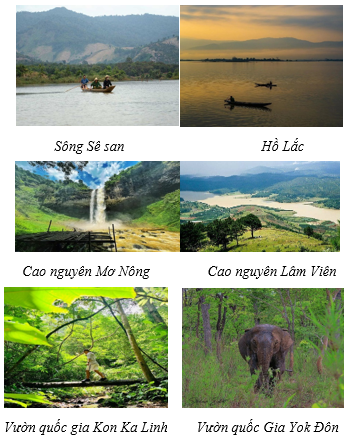 Sông Sê san
Hồ Lắc
Cao nguyên Mơ Nông
Cao nguyên Lâm Viên
Vườn quốc gia Kon Ka Linh
Vườn quốc Gia Yok Đôn